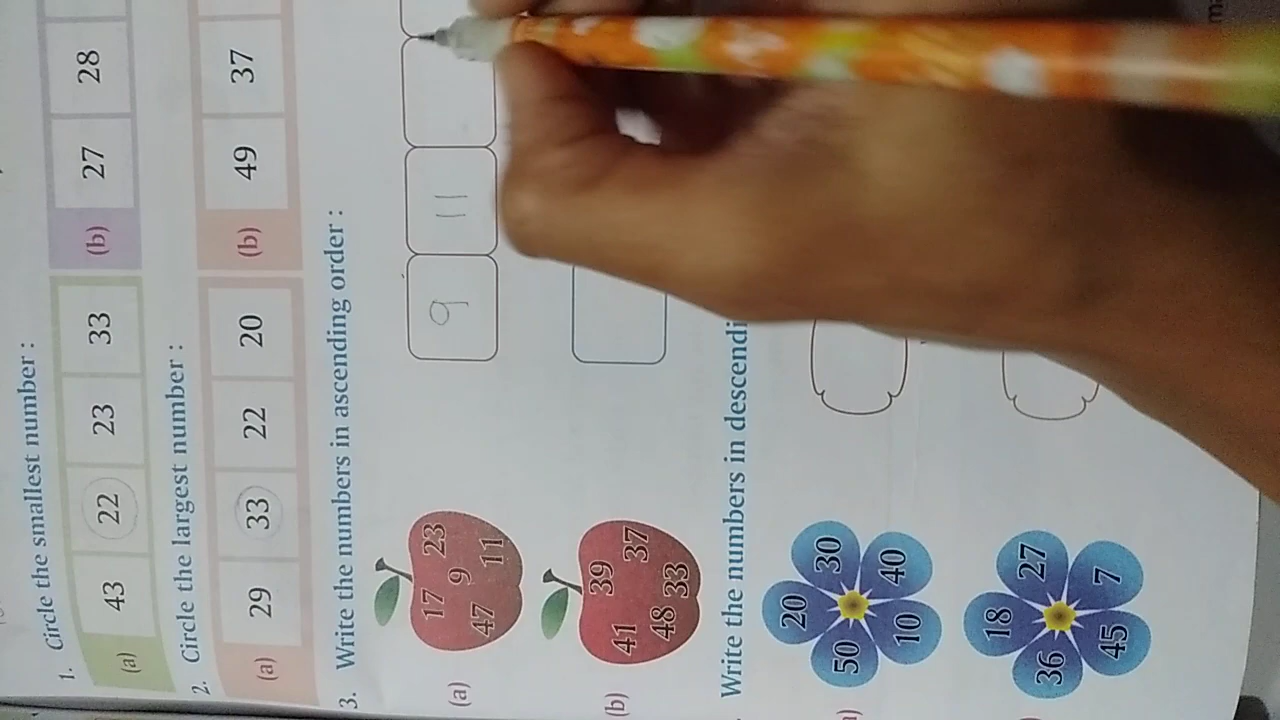 1. Circle the smallest number :
(a) 43 22 23 33 (b) 27 28
2. Circle the largest number :
(a) 29 33 22 20 (b) 49 37
3. Write the numbers in ascending order :
(a) 17 23 9 47 11 9 11
(b) 41 39 37 48 33
Write the numbers in
20 30 50 10 40
18 27 36 45 7